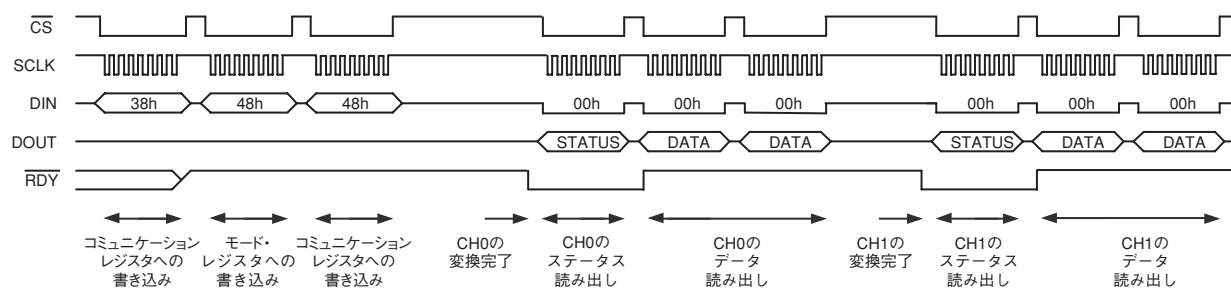 CS
SCLK
DIN 38h 48h 48h 00h 00h 00h 00h 00h 00h
DOUT STATUS DATA DATA STATUS DATA DATA
RDY
コミュニケーション
レジスタへの
書き込み
モード・
レジスタへの
書き込み
コミュニケーション
レジスタへの
書き込み
CH0の
変換完了
CH0の
ステータス
読み出し
CH0の
データ
読み出し
CH1の
変換完了
CH1の
ステータス
読み出し
CH1の
データ
読み出し